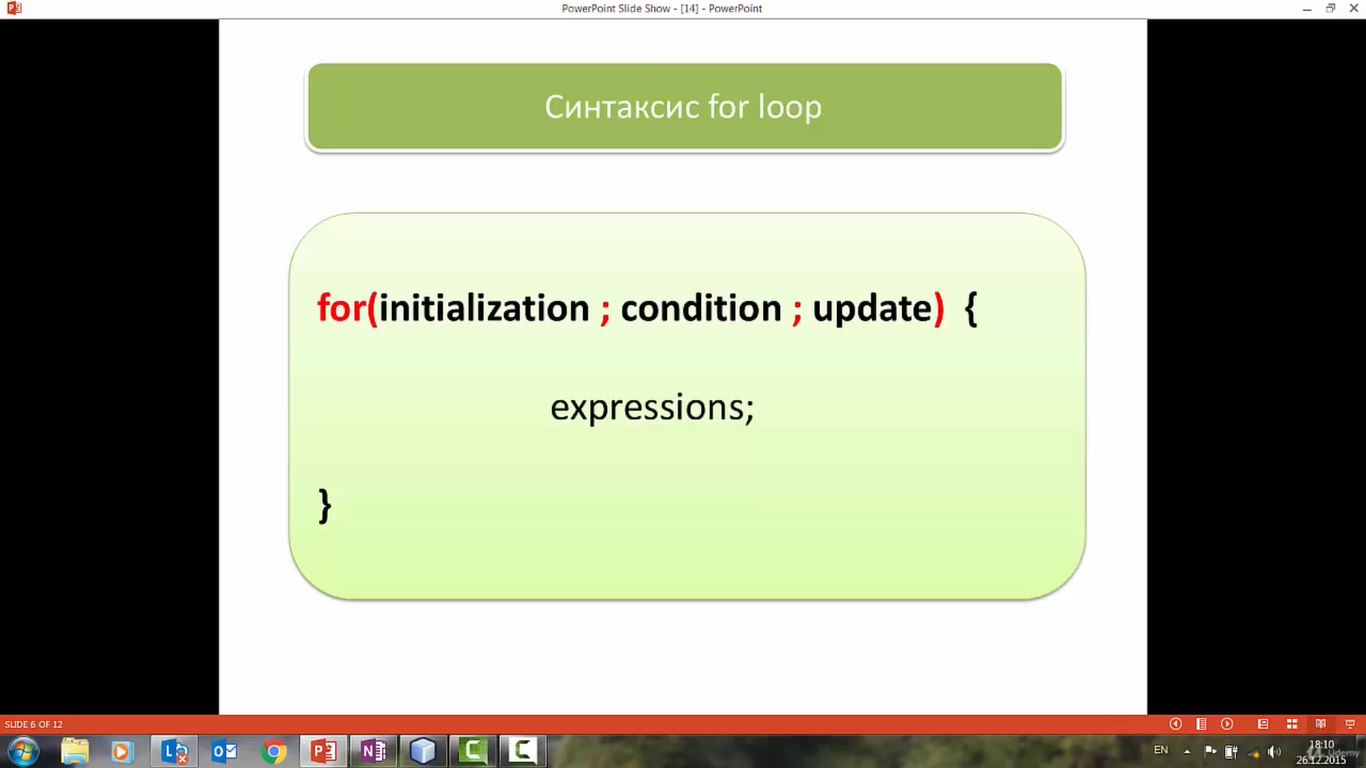 PowerPoint Slide Show - [14] - PowerPoint
Синтаксис for loop
for(initialization ; condition ; update) {
expressions;
}
SLIDE 6 OF 12
EN
18:10
Udemy
26.12.2015